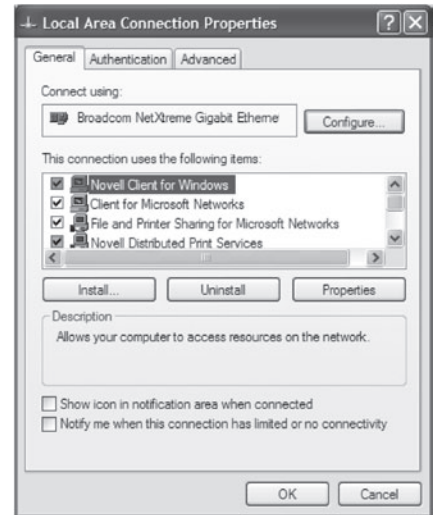 Local Area Connection Properties
General Authentication Advanced
Connect using:
Broadcom NetXtreme Gigabit Etherne Configure...
This connection uses the following items:
Novell Client for Windows
Client for Microsoft Networks
File and Printer Sharing for Microsoft Networks
Novell Distributed Print Services
Install... Uninstall Properties
Description
Allows your computer to access resources on the network.
Show icon in notification area when connected
Notify me when this connection has limited or no connectivity
OK Cancel